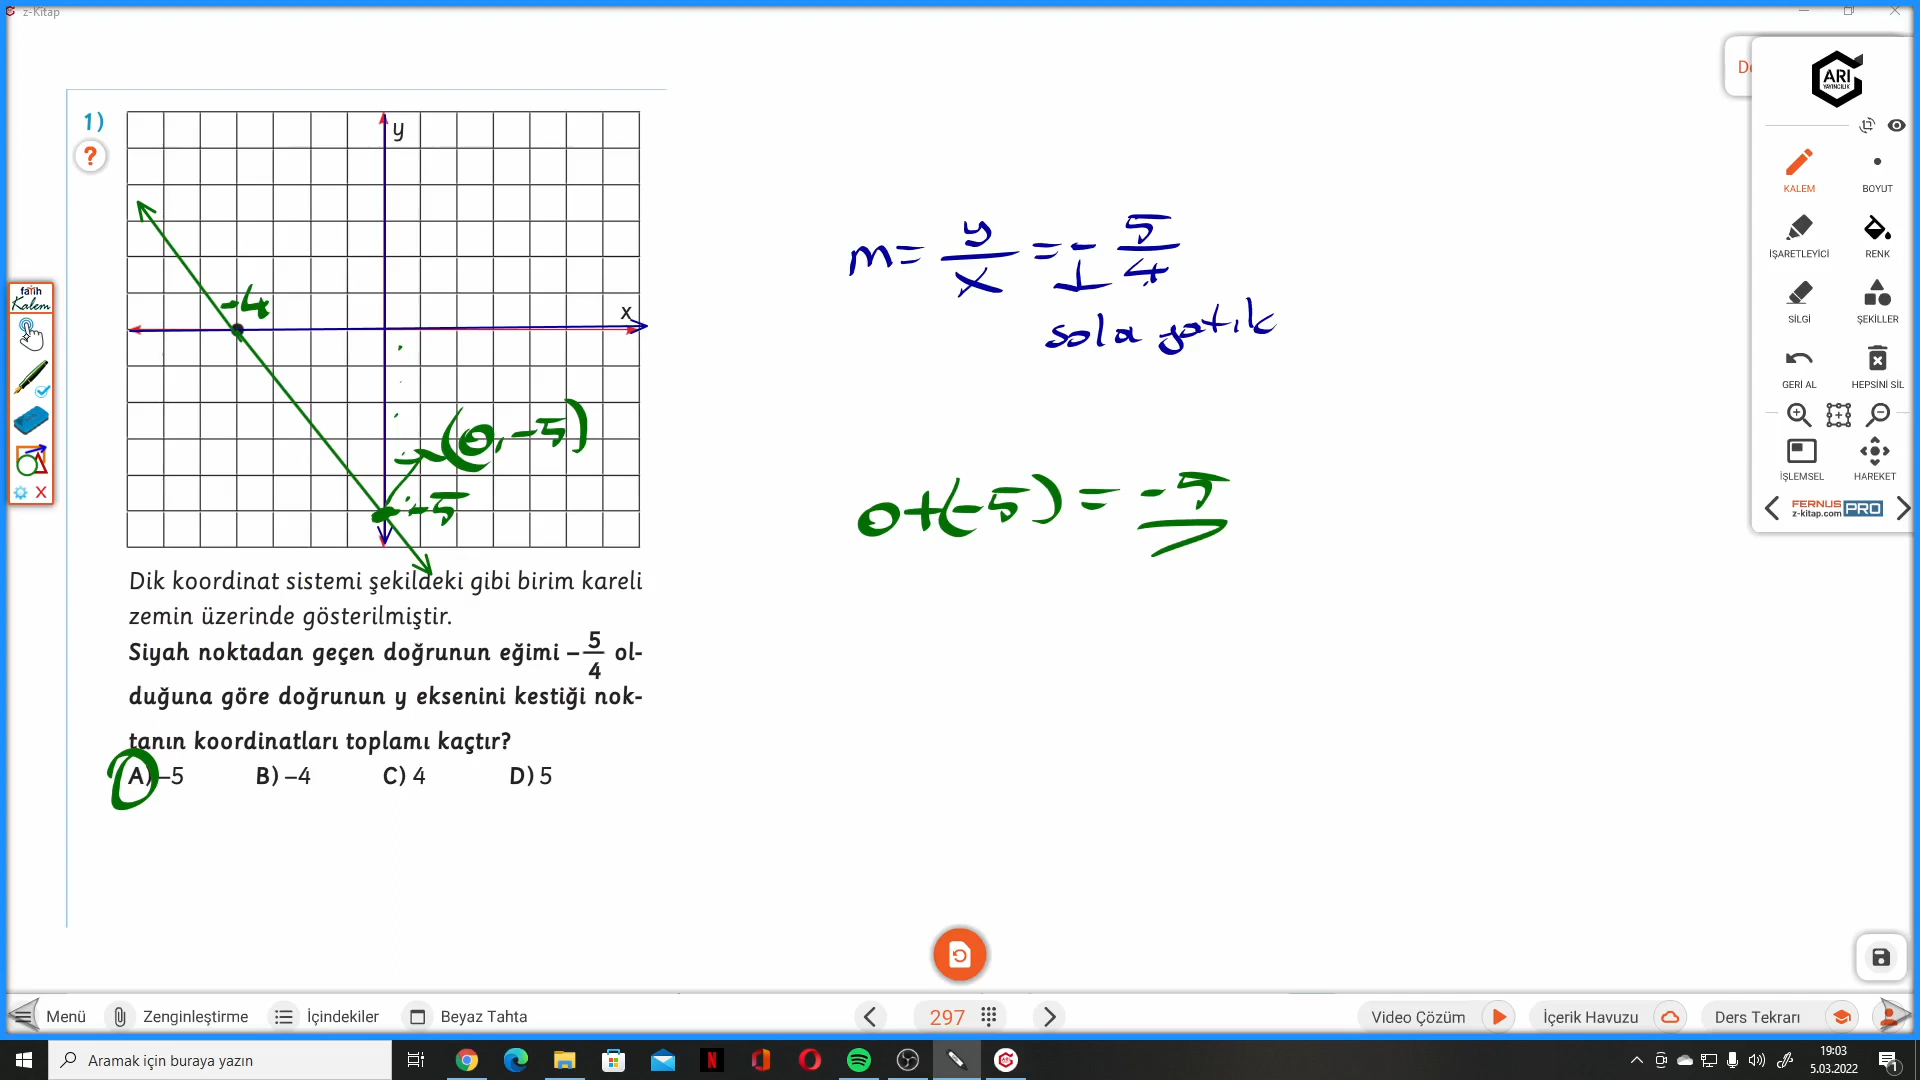 z-Kitap
1)
?
y
x
-4
(0,-5)
-5
Dik koordinat sistemi şekildeki gibi birim kareli
zemin üzerinde gösterilmiştir.
Siyah noktadan geçen doğrunun eğimi –5/4 ol-
duğuna göre doğrunun y eksenini kestiği nok-
tanın koordinatları toplamı kaçtır?
A) –5 B) –4 C) 4 D) 5
m = y/x = - 5/4
sola yatık
0+(-5) = -5
fatih
Kalem
ARI
YAYINCILIK
KALEM BOYUT
İŞARETLEYİCİ RENK
SİLGİ ŞEKİLLER
GERİ AL HEPSİNİ SİL
İŞLEMSEL HAREKET
FERNUS
z-kitap.com PRO
Menü Zenginleştirme İçindekiler Beyaz Tahta 297 Video Çözüm İçerik Havuzu Ders Tekrarı
Aramak için buraya yazın
19:03
5.03.2022
1